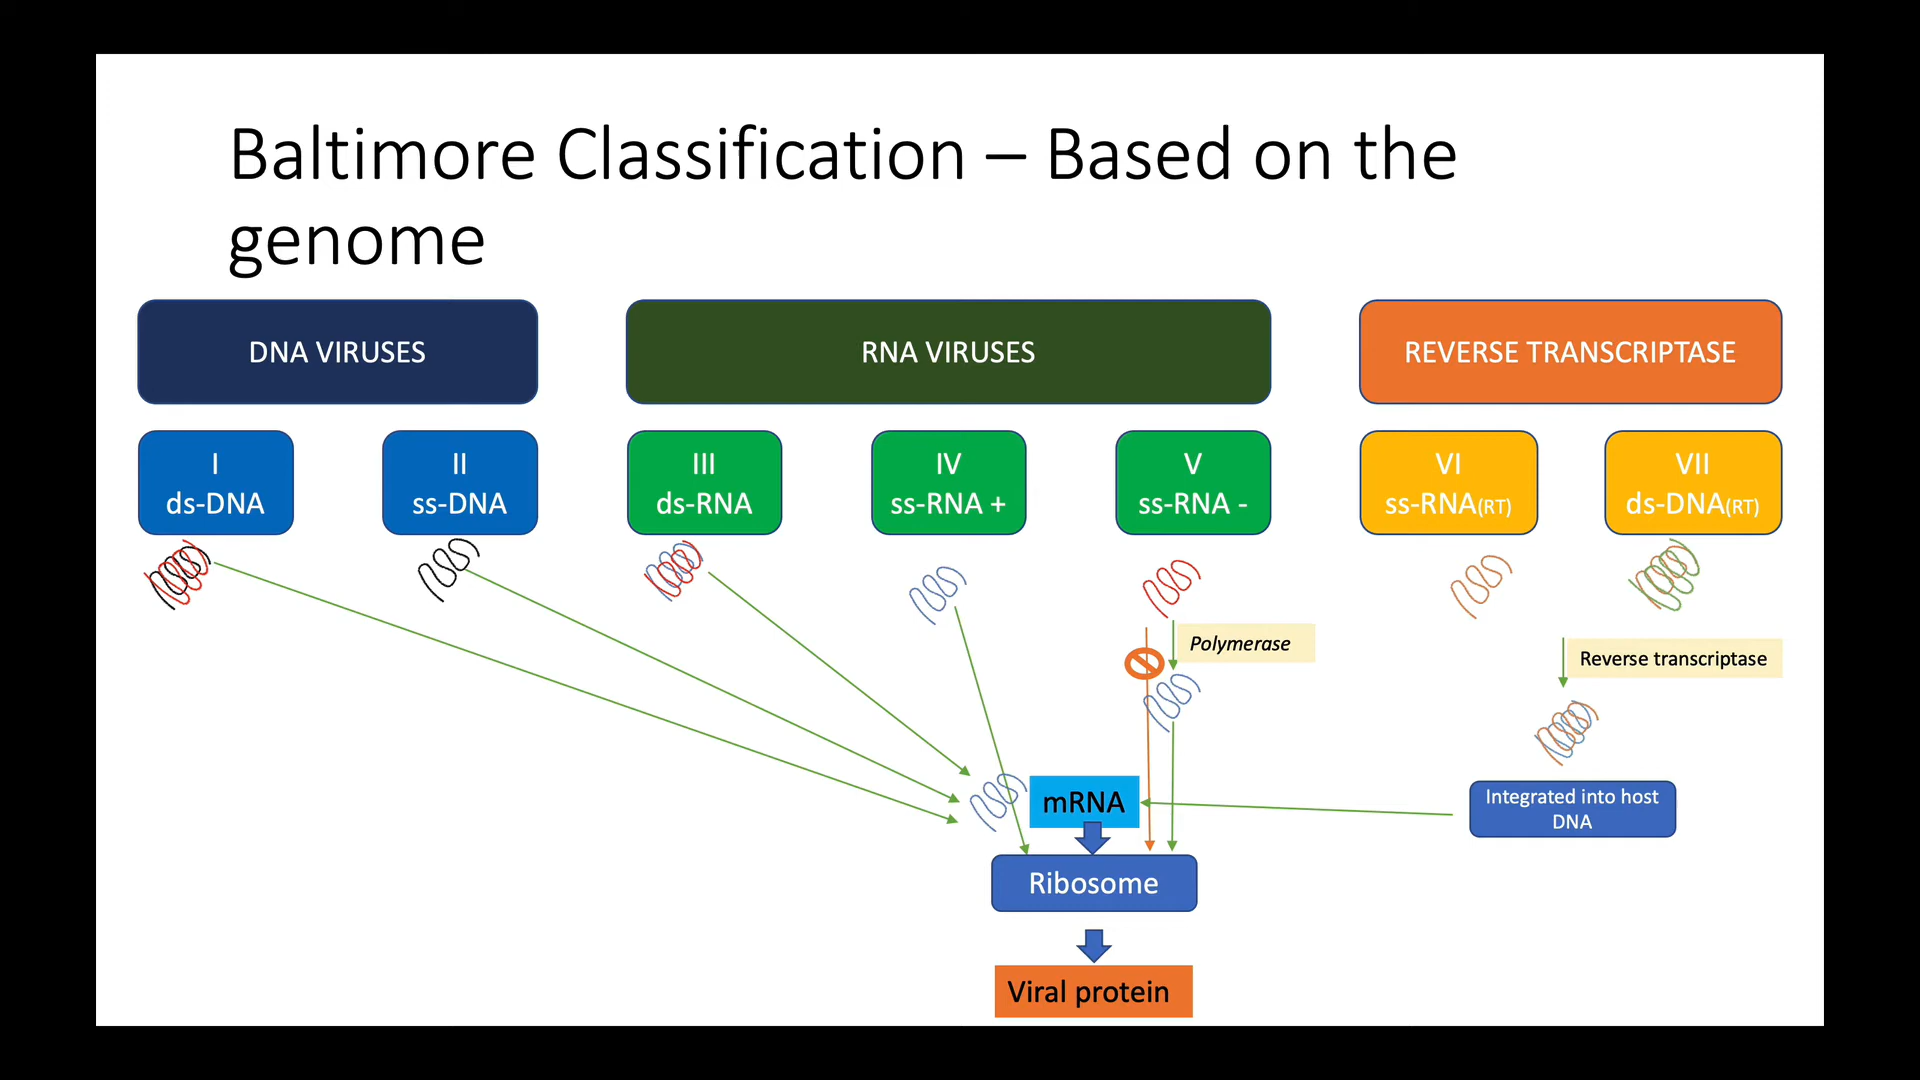 Baltimore Classification – Based on the
genome
DNA VIRUSES
RNA VIRUSES
REVERSE TRANSCRIPTASE
I
ds-DNA
II
ss-DNA
III
ds-RNA
IV
ss-RNA +
V
ss-RNA -
VI
ss-RNA(RT)
VII
ds-DNA(RT)
Polymerase
Reverse transcriptase
mRNA
Integrated into host
DNA
Ribosome
Viral protein